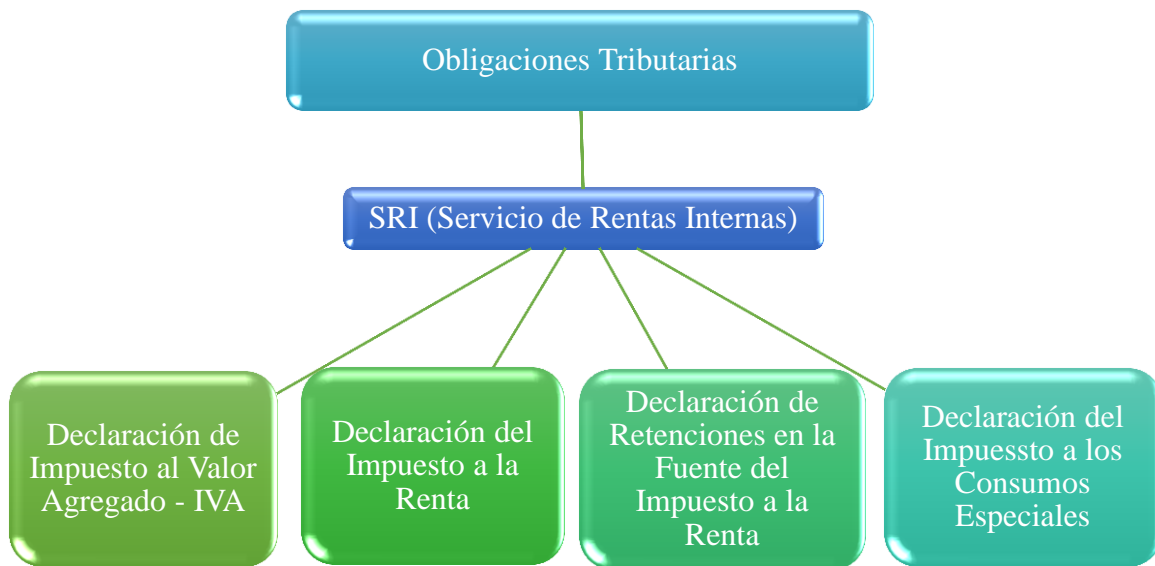 Obligaciones Tributarias
SRI (Servicio de Rentas Internas)
Declaración de
Impuesto al Valor
Agregado - IVA
Declaración del
Impuesto a la
Renta
Declaración de
Retenciones en la
Fuente del
Impuesto a la
Renta
Declaración del
Impuessto a los
Consumos
Especiales